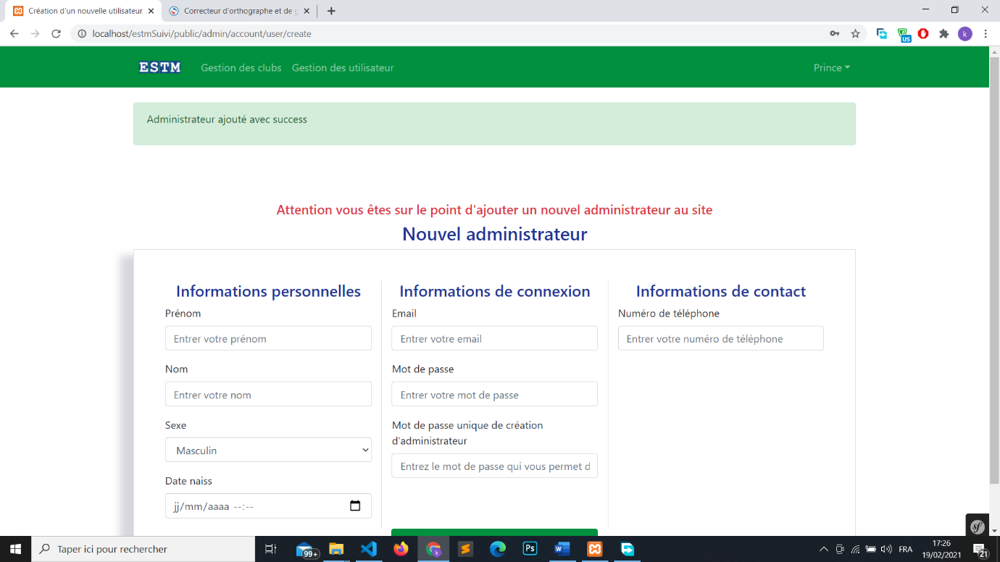 Création d'un nouvelle utilisateur
Correcteur d'orthographe et de g
localhost/estmSuivi/public/admin/account/user/create
US
k
ESTM
Gestion des clubs
Gestion des utilisateur
Prince
Administrateur ajouté avec success
Attention vous êtes sur le point d'ajouter un nouvel administrateur au site
Nouvel administrateur
Informations personnelles
Prénom
Entrer votre prénom
Nom
Entrer votre nom
Sexe
Masculin
Date naiss
jj/mm/aaaa --:--
Informations de connexion
Email
Entrer votre email
Mot de passe
Entrer votre mot de passe
Mot de passe unique de création
d'administrateur
Entrez le mot de passe qui vous permet d
Informations de contact
Numéro de téléphone
Entrer votre numéro de téléphone
sf
Taper ici pour rechercher
99+
k
Ps
W
FRA
17:26
19/02/2021
21